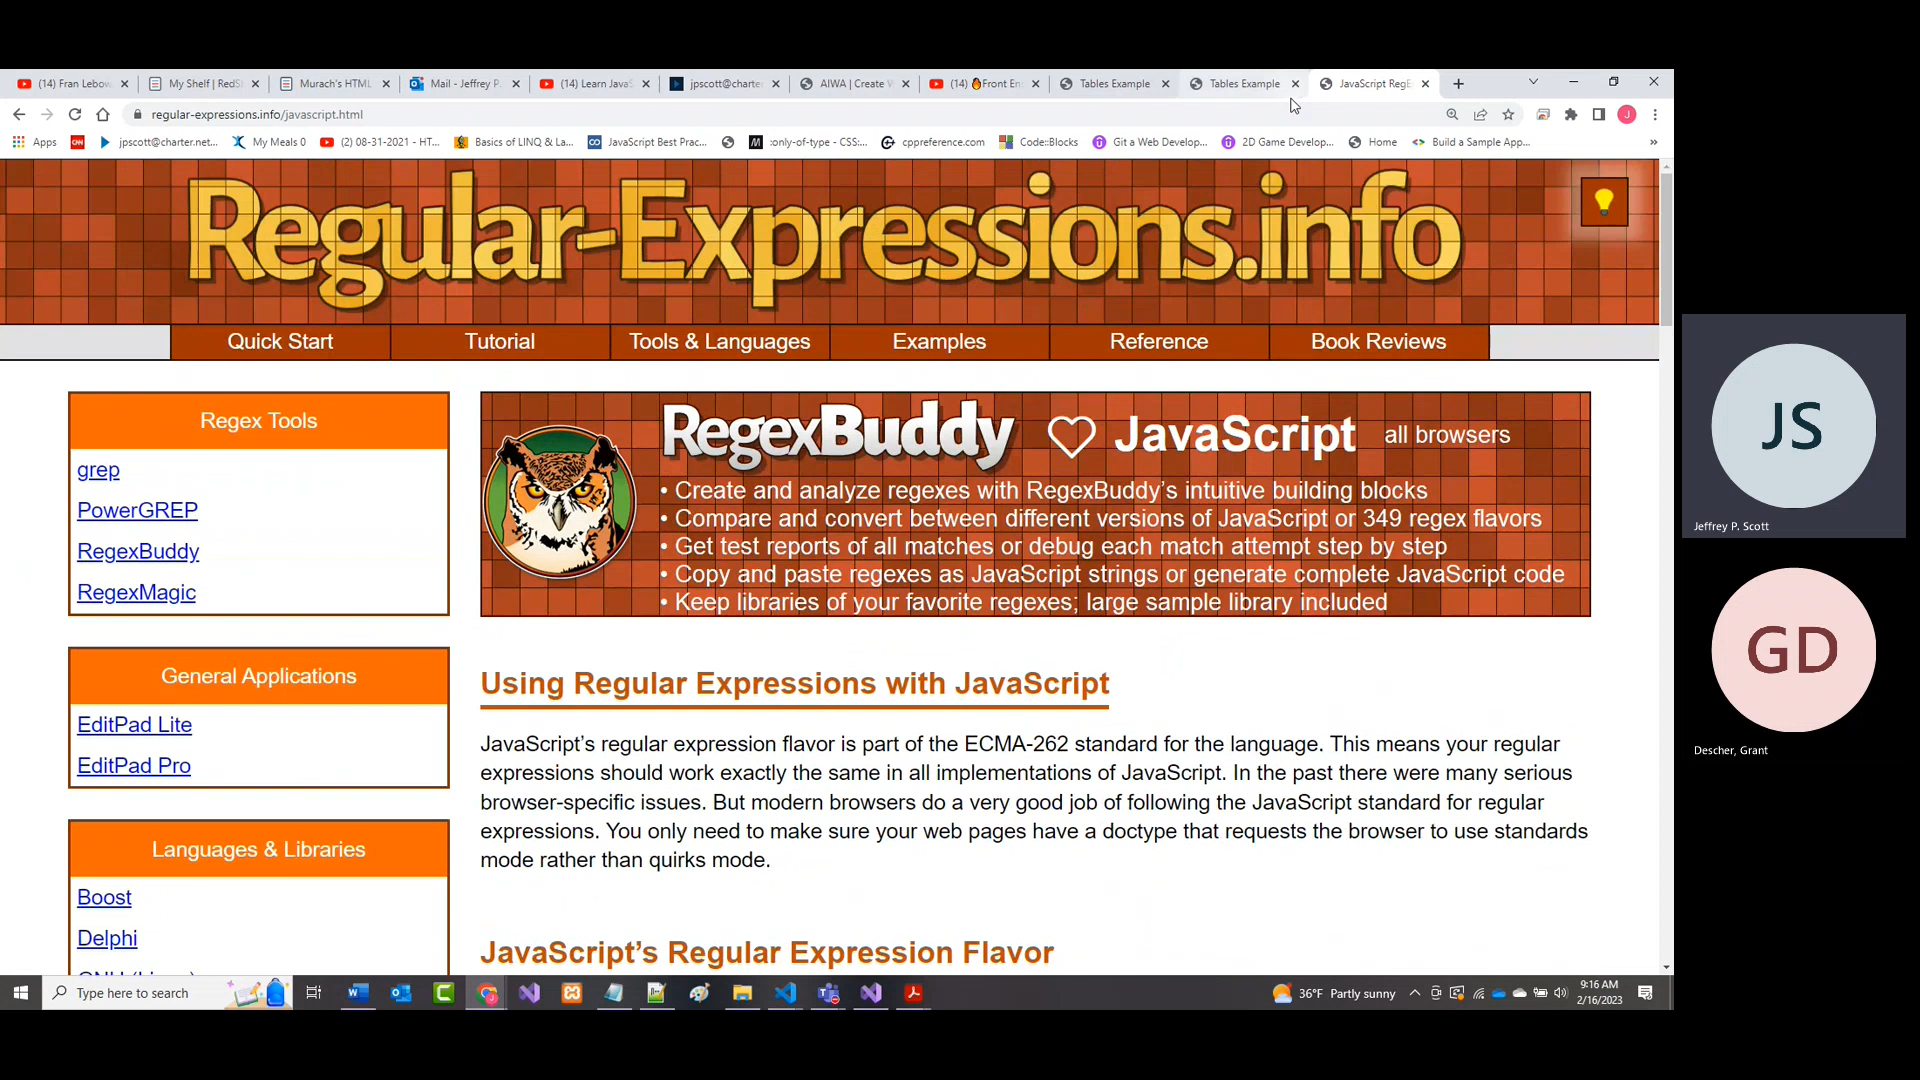 (14) Fran Lebow
My Shelf | RedS
Murach's HTML
Mail - Jeffrey P.
(14) Learn JavaS
jpscott@charte
AIWA | Create W
(14) Front En
Tables Example
Tables Example
JavaScript RegE
regular-expressions.info/javascript.html
J
Apps
CNN
jpscott@charter.net...
My Meals 0
(2) 08-31-2021 - HT...
Basics of LINQ & La...
JavaScript Best Prac...
:only-of-type - CSS:...
cppreference.com
Code::Blocks
Git a Web Develop...
2D Game Develop...
Home
Build a Sample App...
»
Regular-Expressions.info
Quick Start
Tutorial
Tools & Languages
Examples
Reference
Book Reviews
Regex Tools
grep
PowerGREP
RegexBuddy
RegexMagic
General Applications
EditPad Lite
EditPad Pro
Languages & Libraries
Boost
Delphi
RegexBuddy ♡ JavaScript all browsers
• Create and analyze regexes with RegexBuddy's intuitive building blocks
• Compare and convert between different versions of JavaScript or 349 regex flavors
• Get test reports of all matches or debug each match attempt step by step
• Copy and paste regexes as JavaScript strings or generate complete JavaScript code
• Keep libraries of your favorite regexes; large sample library included
Using Regular Expressions with JavaScript
JavaScript's regular expression flavor is part of the ECMA-262 standard for the language. This means your regular
expressions should work exactly the same in all implementations of JavaScript. In the past there were many serious
browser-specific issues. But modern browsers do a very good job of following the JavaScript standard for regular
expressions. You only need to make sure your web pages have a doctype that requests the browser to use standards
mode rather than quirks mode.
JavaScript's Regular Expression Flavor
JS
Jeffrey P. Scott
GD
Descher, Grant
Type here to search
36°F Partly sunny
9:16 AM
2/16/2023